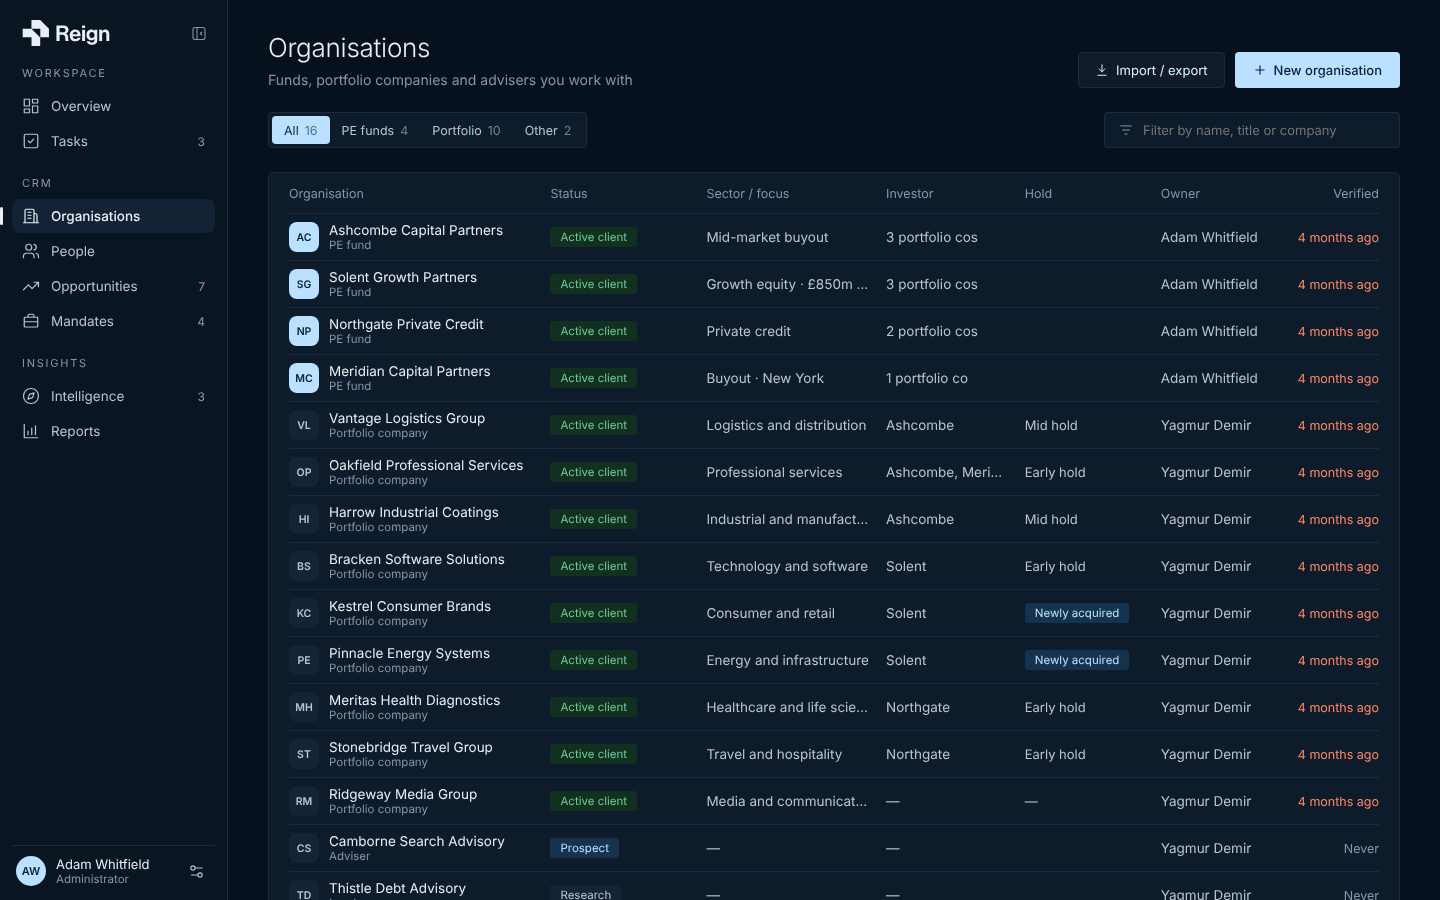 Reign
WORKSPACE
Overview
Tasks 3
CRM
Organisations
People
Opportunities 7
Mandates 4
INSIGHTS
Intelligence 3
Reports
AW Adam Whitfield
Administrator
Organisations
Funds, portfolio companies and advisers you work with
Import / export
New organisation
All 16 PE funds 4 Portfolio 10 Other 2
Filter by name, title or company
Organisation Status Sector / focus Investor Hold Owner Verified
AC Ashcombe Capital Partners Active client Mid-market buyout 3 portfolio cos Adam Whitfield 4 months ago
PE fund
SG Solent Growth Partners Active client Growth equity · £850m ... 3 portfolio cos Adam Whitfield 4 months ago
PE fund
NP Northgate Private Credit Active client Private credit 2 portfolio cos Adam Whitfield 4 months ago
PE fund
MC Meridian Capital Partners Active client Buyout · New York 1 portfolio co Adam Whitfield 4 months ago
PE fund
VL Vantage Logistics Group Active client Logistics and distribution Ashcombe Mid hold Yagmur Demir 4 months ago
Portfolio company
OP Oakfield Professional Services Active client Professional services Ashcombe, Meri... Early hold Yagmur Demir 4 months ago
Portfolio company
HI Harrow Industrial Coatings Active client Industrial and manufact... Ashcombe Mid hold Yagmur Demir 4 months ago
Portfolio company
BS Bracken Software Solutions Active client Technology and software Solent Early hold Yagmur Demir 4 months ago
Portfolio company
KC Kestrel Consumer Brands Active client Consumer and retail Solent Newly acquired Yagmur Demir 4 months ago
Portfolio company
PE Pinnacle Energy Systems Active client Energy and infrastructure Solent Newly acquired Yagmur Demir 4 months ago
Portfolio company
MH Meritas Health Diagnostics Active client Healthcare and life scie... Northgate Early hold Yagmur Demir 4 months ago
Portfolio company
ST Stonebridge Travel Group Active client Travel and hospitality Northgate Early hold Yagmur Demir 4 months ago
Portfolio company
RM Ridgeway Media Group Active client Media and communicat... — — Yagmur Demir 4 months ago
Portfolio company
CS Camborne Search Advisory Prospect — — Yagmur Demir Never
Adviser
TD Thistle Debt Advisory Research — — Yagmur Demir Never